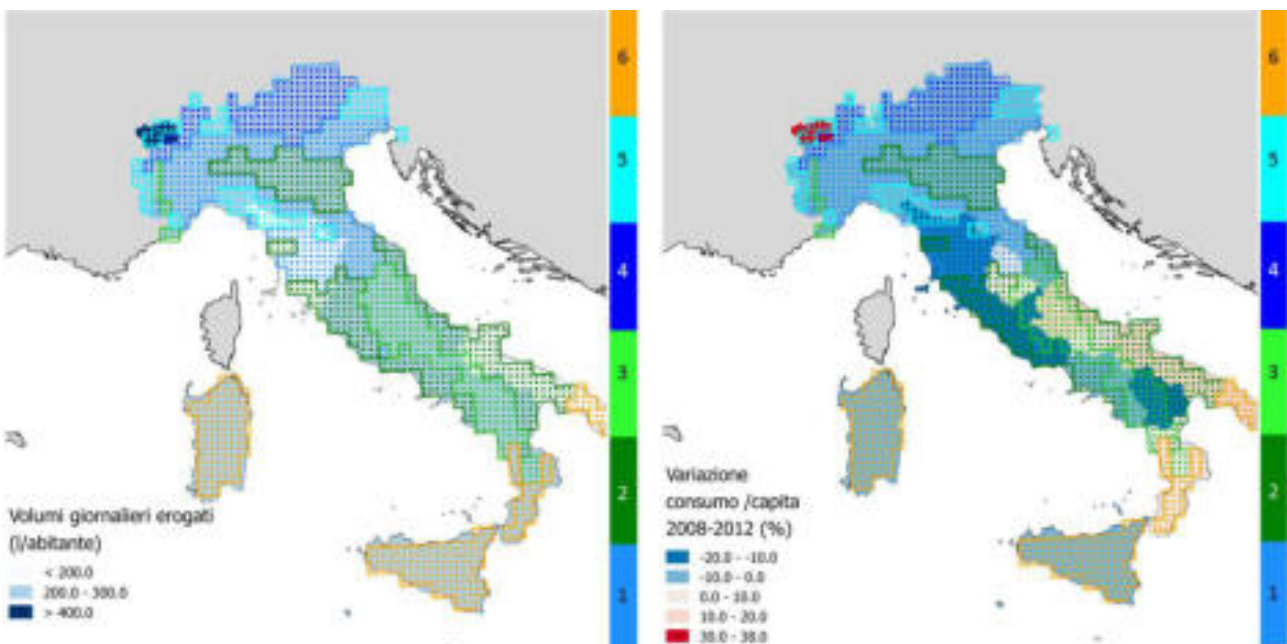 6
5
4
3
2
1
Volumi giornalieri erogati
(l/abitante)
< 200.0
200.0 - 300.0
> 400.0
6
5
4
3
2
1
Variazione
consumo /capita
2008-2012 (%)
-20.0 - -10.0
-10.0 - 0.0
0.0 - 10.0
10.0 - 20.0
30.0 - 38.0